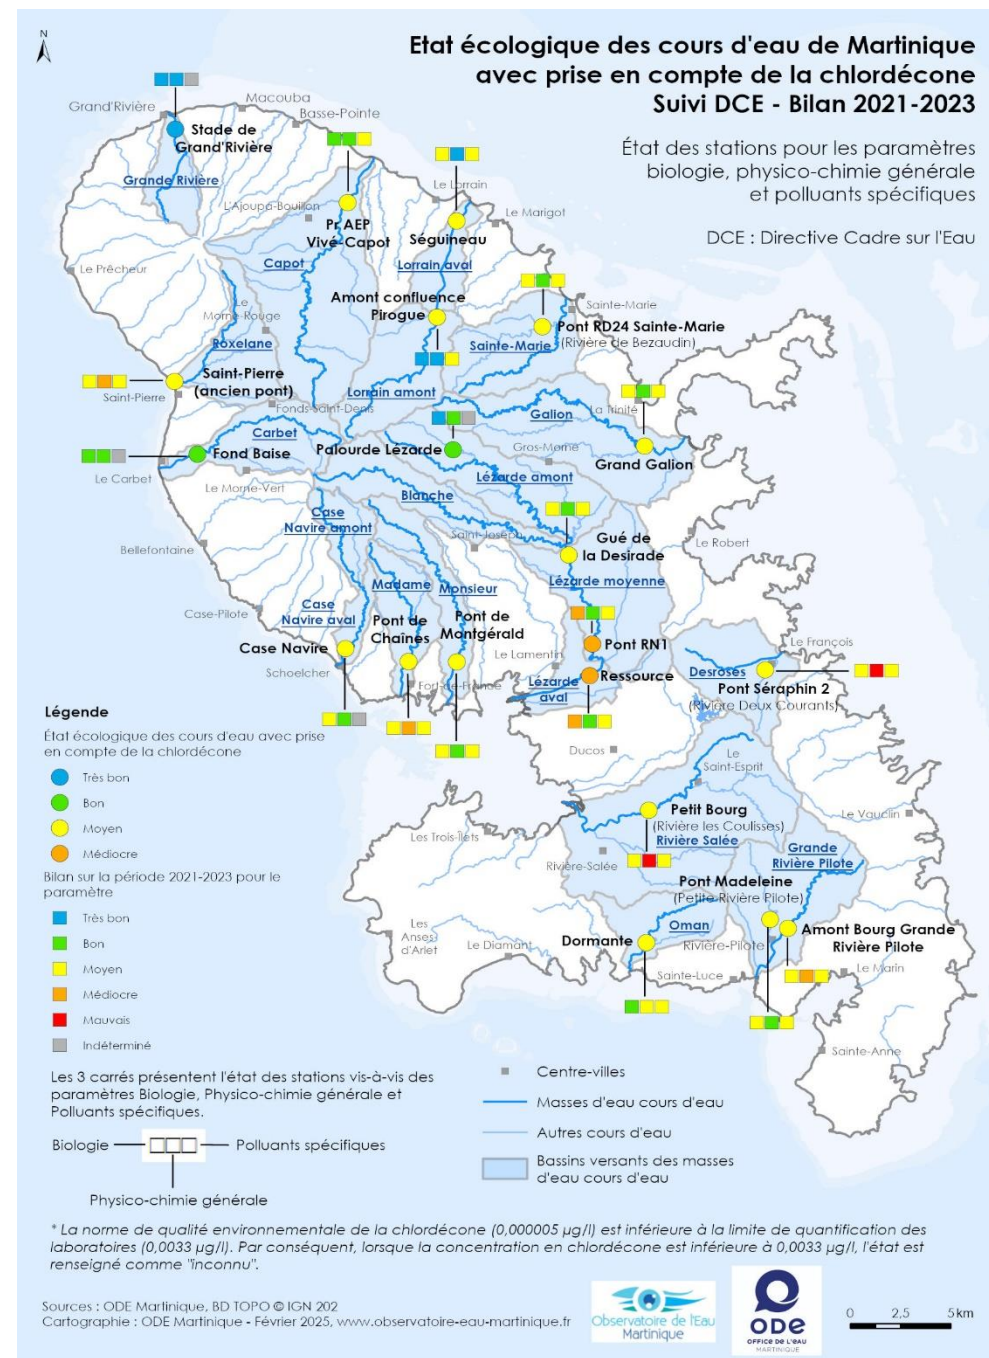 N
Etat écologique des cours d'eau de Martinique
avec prise en compte de la chlordécone
Suivi DCE - Bilan 2021-2023
État des stations pour les paramètres
biologie, physico-chimie générale
et polluants spécifiques
DCE : Directive Cadre sur l'Eau
Grand'Rivière
Macouba
Basse-Pointe
Stade de
Grand'Rivière
Grande Rivière
L'Ajoupa-Bouillon
Pr AEP
Vivé-Capot
Capot
Le Lorrain
Le Marigot
Séguineau
Lorrain aval
Le Prêcheur
Amont confluence
Pirogue
Sainte-Marie
Pont RD24 Sainte-Marie
(Rivière de Bezaudin)
Sainte-Marie
Le
Morne-Rouge
Roxelane
Saint-Pierre
(ancien pont)
Saint-Pierre
Lorrain amont
Fonds-Saint-Denis
Galion
La Trinité
Carbet
Fond Baise
Palourde Lézarde
Gros-Morne
Grand Galion
Le Carbet
Le Morne-Vert
Lézarde amont
Blanche
Case
Navire amont
Saint-Joseph
Gué de
la Desirade
Le Robert
Bellefontaine
Lézarde moyenne
Madame
Monsieur
Case-Pilote
Case
Navire aval
Pont de
Chaînes
Pont de
Montgérald
Case Navire
Pont RN1
Le François
Le Lamentin
Schoelcher
Fort-de-France
Lézarde
aval
Ressource
Desroses
Pont Séraphin 2
(Rivière Deux Courants)
Ducos
Le
Saint-Esprit
Petit Bourg
(Rivière les Coulisses)
Rivière Salée
Le Vauclin
Les Trois-Îlets
Rivière-Salée
Grande
Rivière Pilote
Pont Madeleine
(Petite Rivière Pilote)
Les
Anses-
d'Arlet
Le Diamant
Dormante
Oman
Rivière-Pilote
Amont Bourg Grande
Rivière Pilote
Sainte-Luce
Le Marin
Sainte-Anne
Légende
État écologique des cours d'eau avec prise
en compte de la chlordécone
Très bon
Bon
Moyen
Médiocre
Bilan sur la période 2021-2023 pour le
paramètre
Très bon
Bon
Moyen
Médiocre
Mauvais
Indéterminé
Les 3 carrés présentent l'état des stations vis-à-vis des
paramètres Biologie, Physico-chimie générale et
Polluants spécifiques.
Biologie
Polluants spécifiques
Physico-chimie générale
Centre-villes
Masses d'eau cours d'eau
Autres cours d'eau
Bassins versants des masses
d'eau cours d'eau
* La norme de qualité environnementale de la chlordécone (0,000005 µg/l) est inférieure à la limite de quantification des
laboratoires (0,0033 µg/l). Par conséquent, lorsque la concentration en chlordécone est inférieure à 0,0033 µg/l, l'état est
renseigné comme "inconnu".
Sources : ODE Martinique, BD TOPO © IGN 202
Cartographie : ODE Martinique - Février 2025, www.observatoire-eau-martinique.fr
Observatoire de l'Eau
Martinique
ODE
OFFICE DE L'EAU
MARTINIQUE
0 2,5 5 km